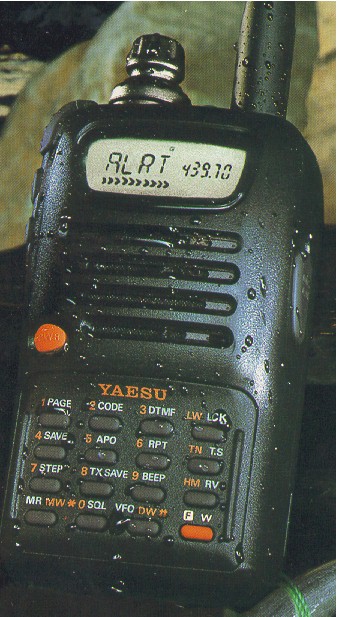 ALRT 439.70
YAESU
1 PAGE 2 CODE 3 DTMF LW LCK
4 SAVE 5 APO 6 RPT TN T.S
7 STEP 8 TX SAVE 9 BEEP HM RV
MR MW * 0 SQL VFO DW # F W